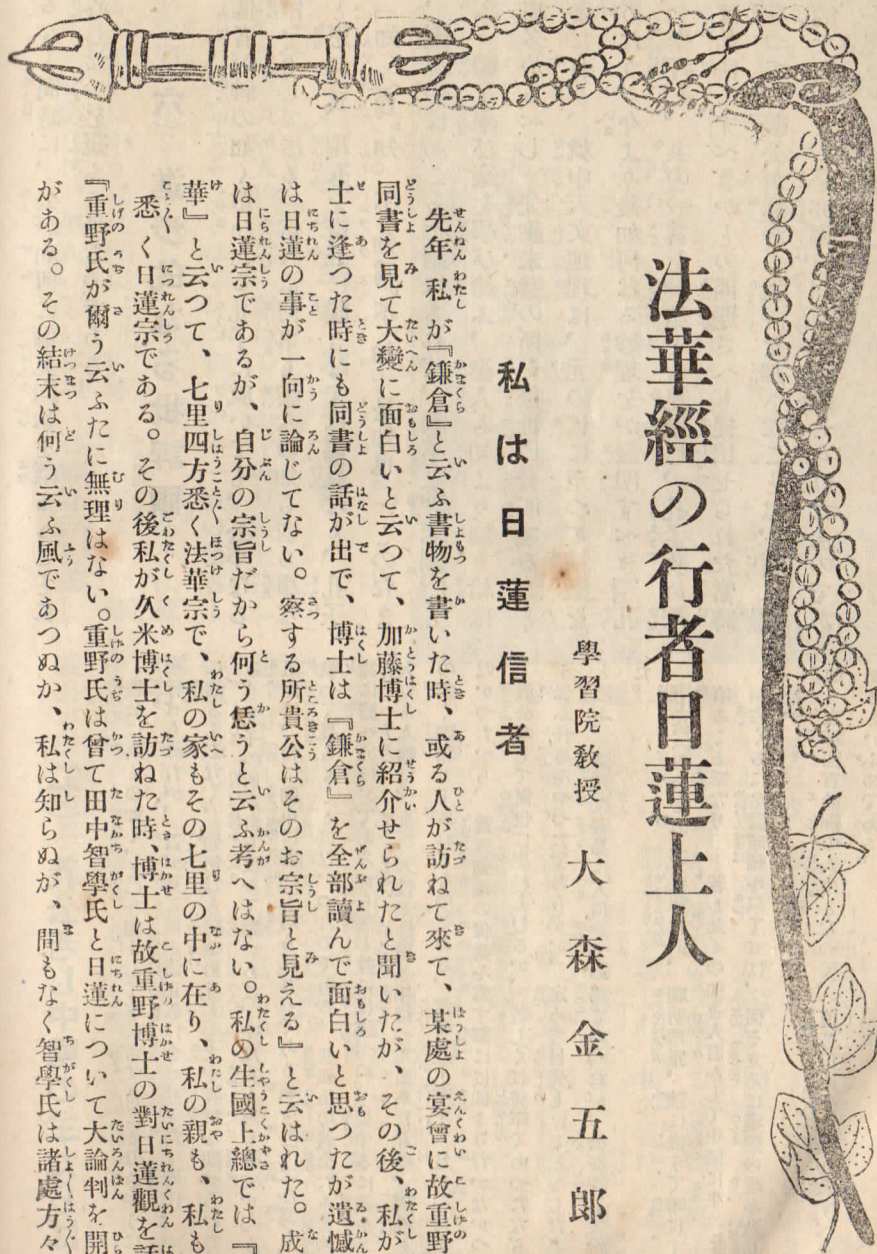 法華經の行者日蓮上人
學習院敎授 大森金五郎
私は日蓮信者
先年私が『鎌倉』と云ふ書物を書いた時、或る人が訪ねて來て、某處の宴會に故重野
同書を見て大變に面白いと云つて、加藤博士に紹介せられたと聞いたが、その後、私が
士に逢つた時にも同書の話が出で、博士は『鎌倉』を全部讀んで面白いと思つたが遺憾
は日蓮の事が一向に論じてない。察する所貴公はそのお宗旨と見える』と云はれた。成
は日蓮宗であるが、自分の宗旨だから何う恁うと云ふ考へはない。私の生國上總では『
華』と云つて、七里四方悉く法華宗で、私の家もその七里の中に在り、私の親も、私も
悉く日蓮宗である。その後私が久米博士を訪ねた時、博士は故重野博士の對日蓮觀を話
『重野氏が爾う云ふたに無理はない。重野氏は曾て田中智學氏と日蓮について大論判を開
がある。その結末は何う云ふ風であつたか、私は知らぬが、間もなく智學氏は諸處方々